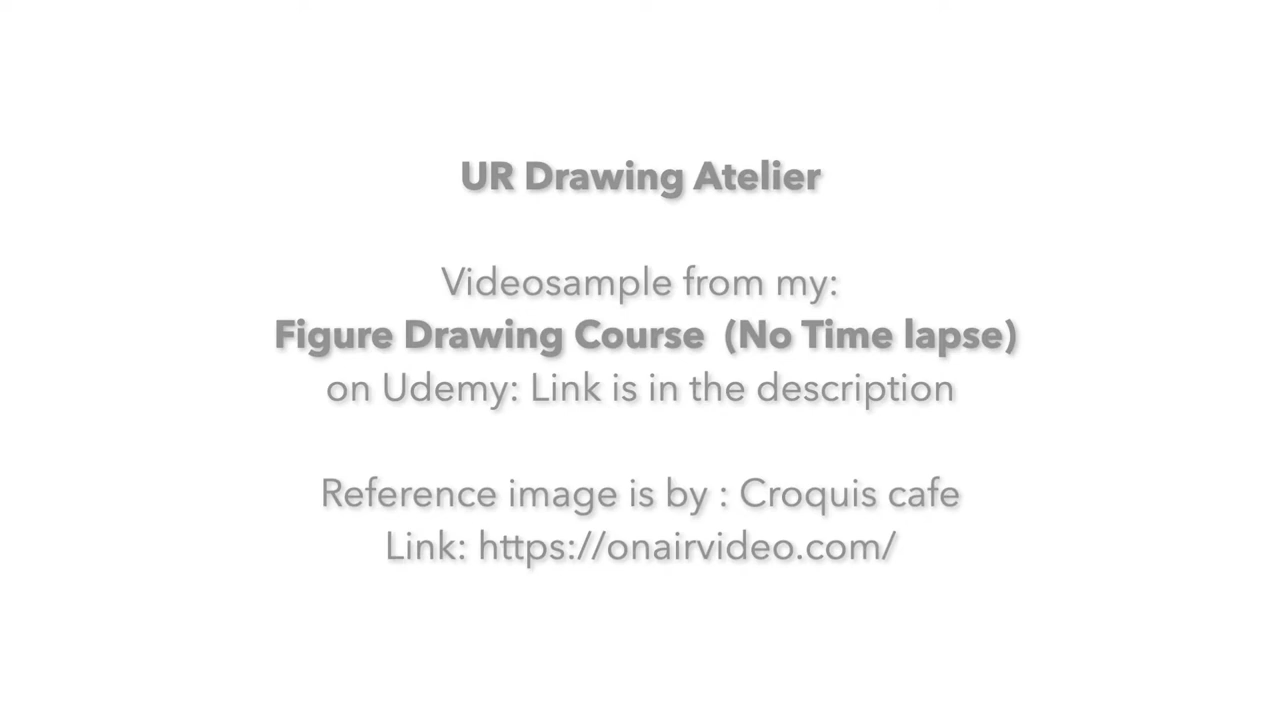 UR Drawing Atelier
Videosample from my:
Figure Drawing Course (No Time lapse)
on Udemy: Link is in the description
Reference image is by : Croquis cafe
Link: https://onairvideo.com/